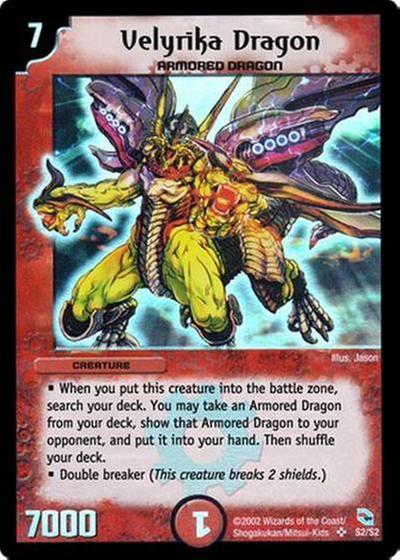 7
Velyrika Dragon
ARMORED DRAGON
Illus. Jason
CREATURE
▪ When you put this creature into the battle zone,
search your deck. You may take an Armored Dragon
from your deck, show that Armored Dragon to your
opponent, and put it into your hand. Then shuffle
your deck.
▪ Double breaker (This creature breaks 2 shields.)
7000
1
©2002 Wizards of the Coast/
Shogakukan/Mitsui-Kids
S2/S2